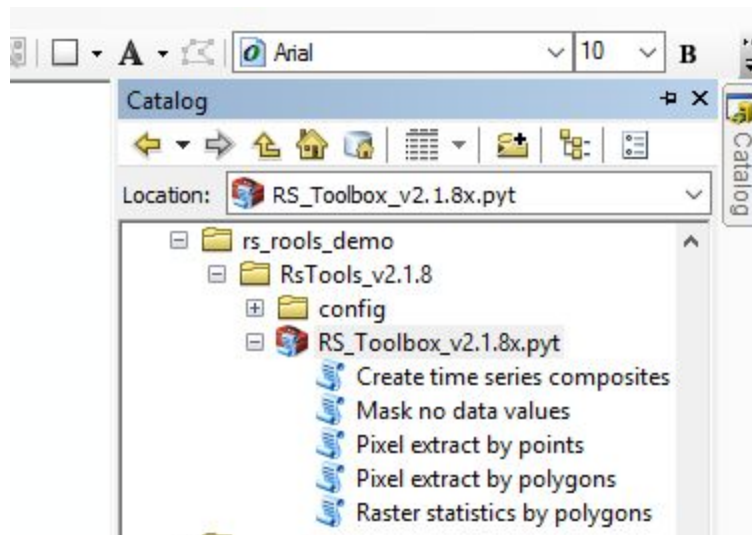 A Arial 10 B
Catalog
Catalog
Location: RS_Toolbox_v2.1.8x.pyt
rs_rools_demo
RsTools_v2.1.8
config
RS_Toolbox_v2.1.8x.pyt
Create time series composites
Mask no data values
Pixel extract by points
Pixel extract by polygons
Raster statistics by polygons